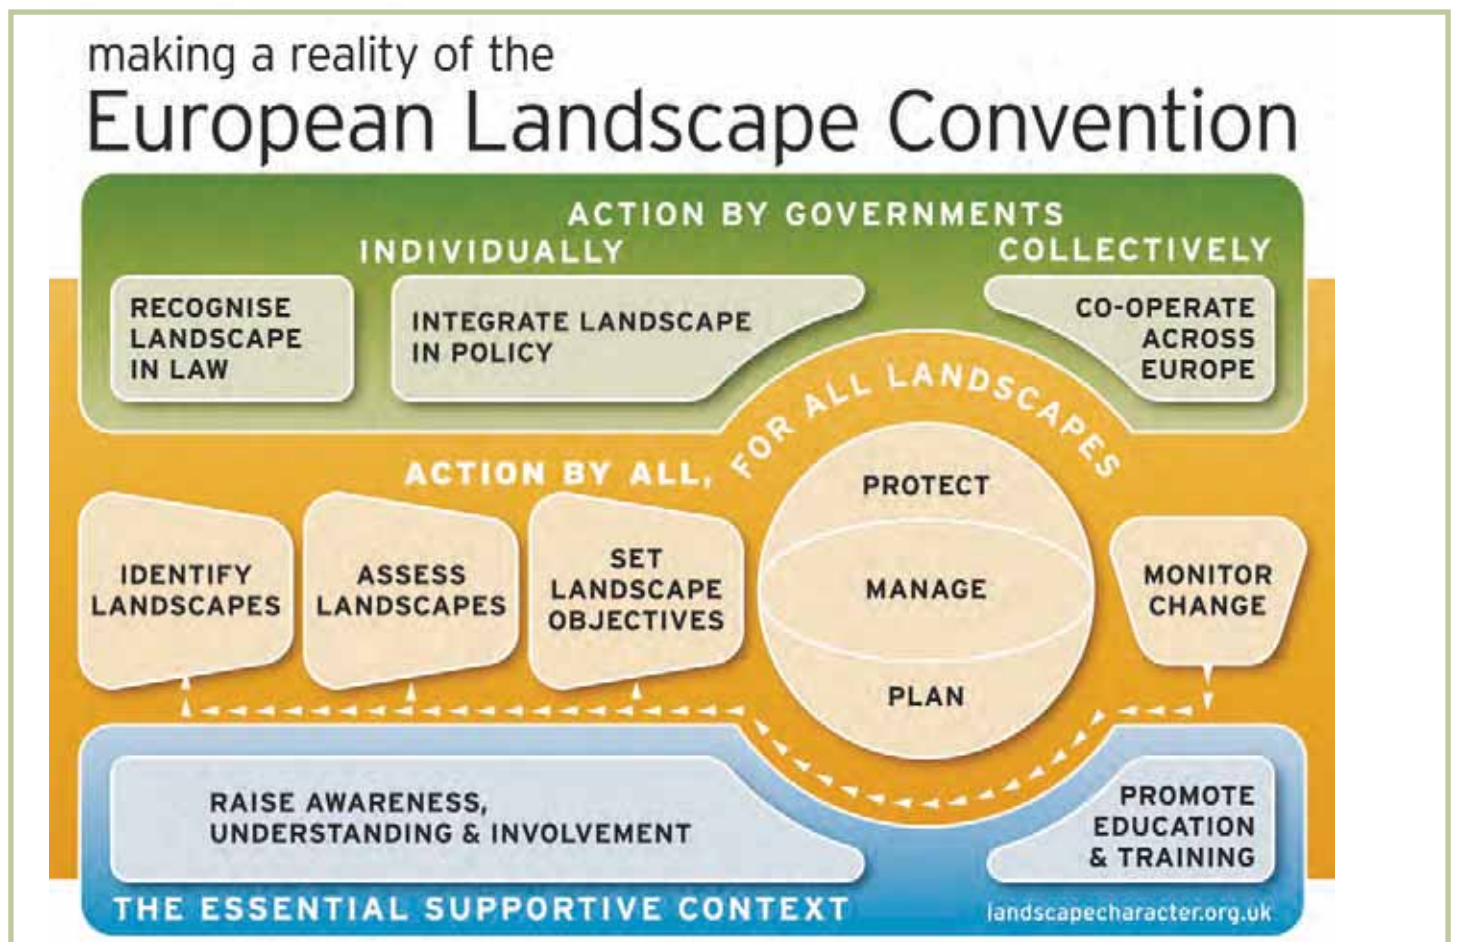 making a reality of the
European Landscape Convention
ACTION BY GOVERNMENTS
INDIVIDUALLY
COLLECTIVELY
RECOGNISE
LANDSCAPE
IN LAW
INTEGRATE LANDSCAPE
IN POLICY
CO-OPERATE
ACROSS
EUROPE
ACTION BY ALL,
FOR ALL LANDSCAPES
IDENTIFY
LANDSCAPES
ASSESS
LANDSCAPES
SET
LANDSCAPE
OBJECTIVES
PROTECT
MANAGE
PLAN
MONITOR
CHANGE
RAISE AWARENESS,
UNDERSTANDING & INVOLVEMENT
PROMOTE
EDUCATION
& TRAINING
THE ESSENTIAL SUPPORTIVE CONTEXT
landscapecharacter.org.uk